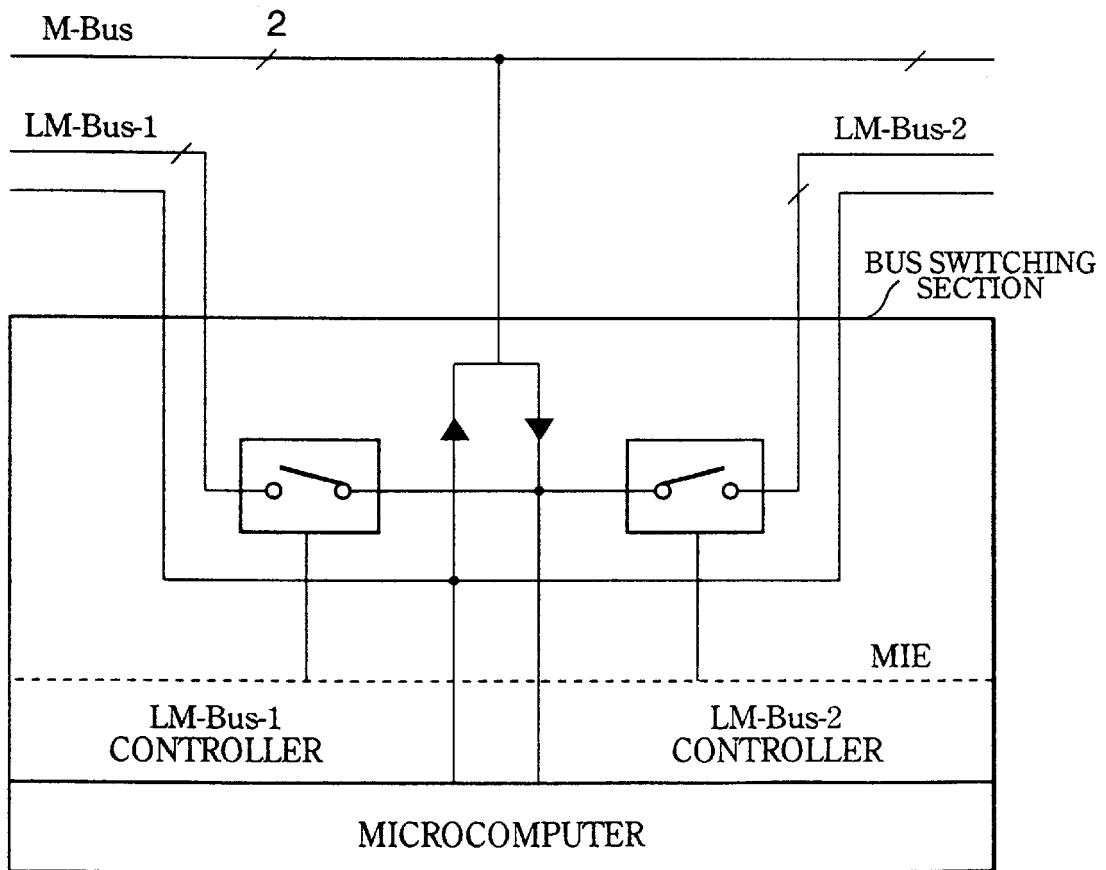 M-Bus
2
LM-Bus-1
LM-Bus-2
BUS SWITCHING
SECTION
MIE
LM-Bus-1
CONTROLLER
LM-Bus-2
CONTROLLER
MICROCOMPUTER